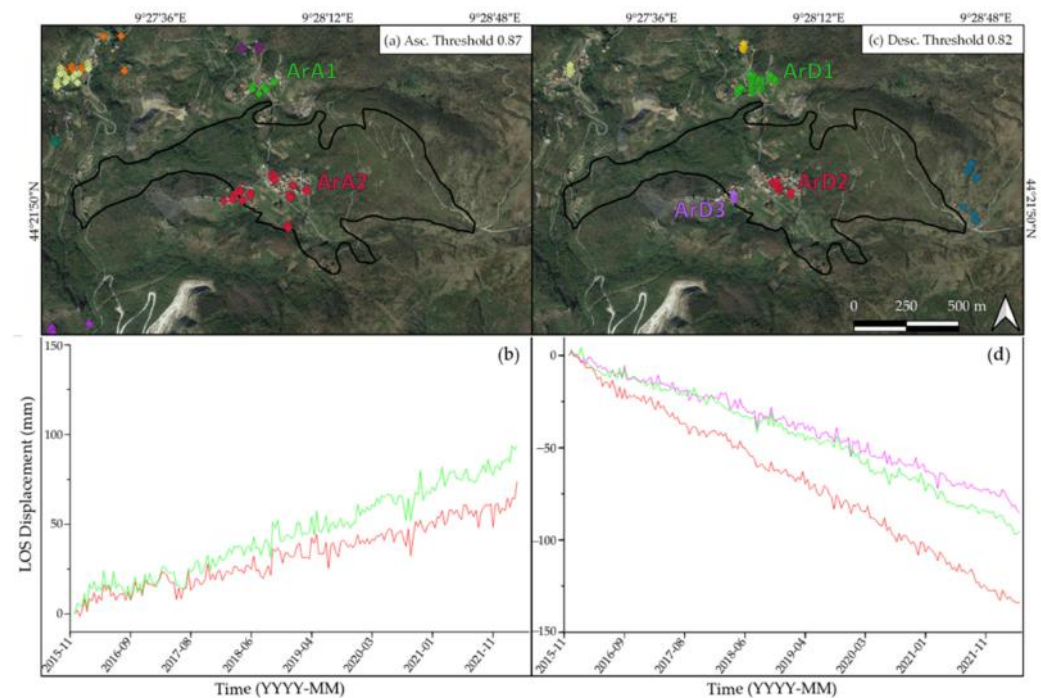 9°27'36"E 9°28'12"E 9°28'48"E 9°27'36"E 9°28'12"E 9°28'48"E
(a) Asc. Threshold 0.87
(c) Desc. Threshold 0.82
ArA1
ArD1
ArA2
ArD2
ArD3
44°21'50"N
44°21'50"N
0 250 500 m
(b)
(d)
150
100
50
0
0
-50
-100
-150
LOS Displacement (mm)
2015-11 2016-09 2017-08 2018-06 2019-04 2020-03 2021-01 2021-11
2015-11 2016-09 2017-08 2018-06 2019-04 2020-03 2021-01 2021-11
Time (YYYY-MM)
Time (YYYY-MM)